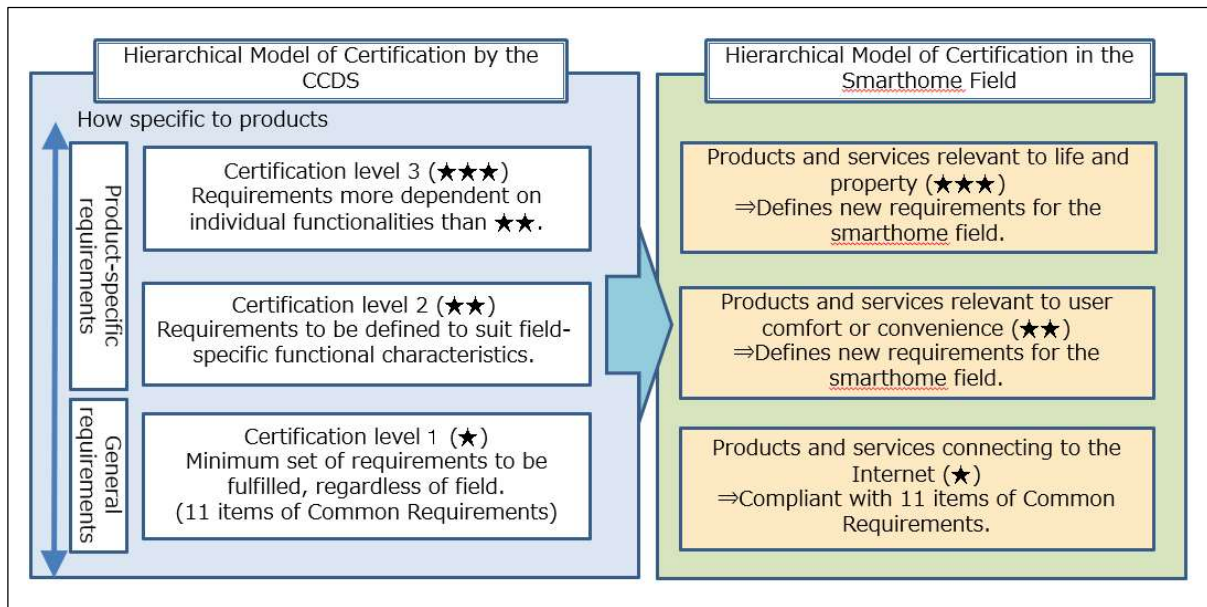 Hierarchical Model of Certification by the
CCDS
How specific to products
Product-specific
requirements
Certification level 3 (★★★)
Requirements more dependent on
individual functionalities than ★★.
Certification level 2 (★★)
Requirements to be defined to suit field-
specific functional characteristics.
General
requirements
Certification level 1 (★)
Minimum set of requirements to be
fulfilled, regardless of field.
(11 items of Common Requirements)
Hierarchical Model of Certification in the
Smarthome Field
Products and services relevant to life and
property (★★★)
⇒Defines new requirements for the
smarthome field.
Products and services relevant to user
comfort or convenience (★★)
⇒Defines new requirements for the
smarthome field.
Products and services connecting to the
Internet (★)
⇒Compliant with 11 items of Common
Requirements.